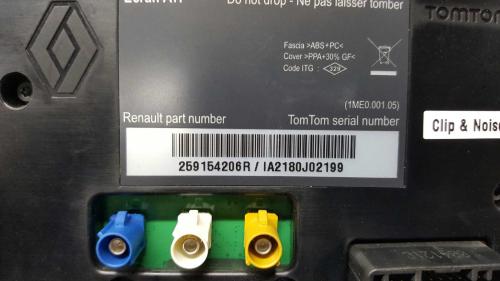 Do not drop - Ne pas laisser tomber
TOMTOM
Fascia >ABS+PC<
Cover >PPA+30% GF<
Code ITG : 329
(1ME0.001.05)
Renault part number
TomTom serial number
Clip & Nois
259154206R / IA2180J02199